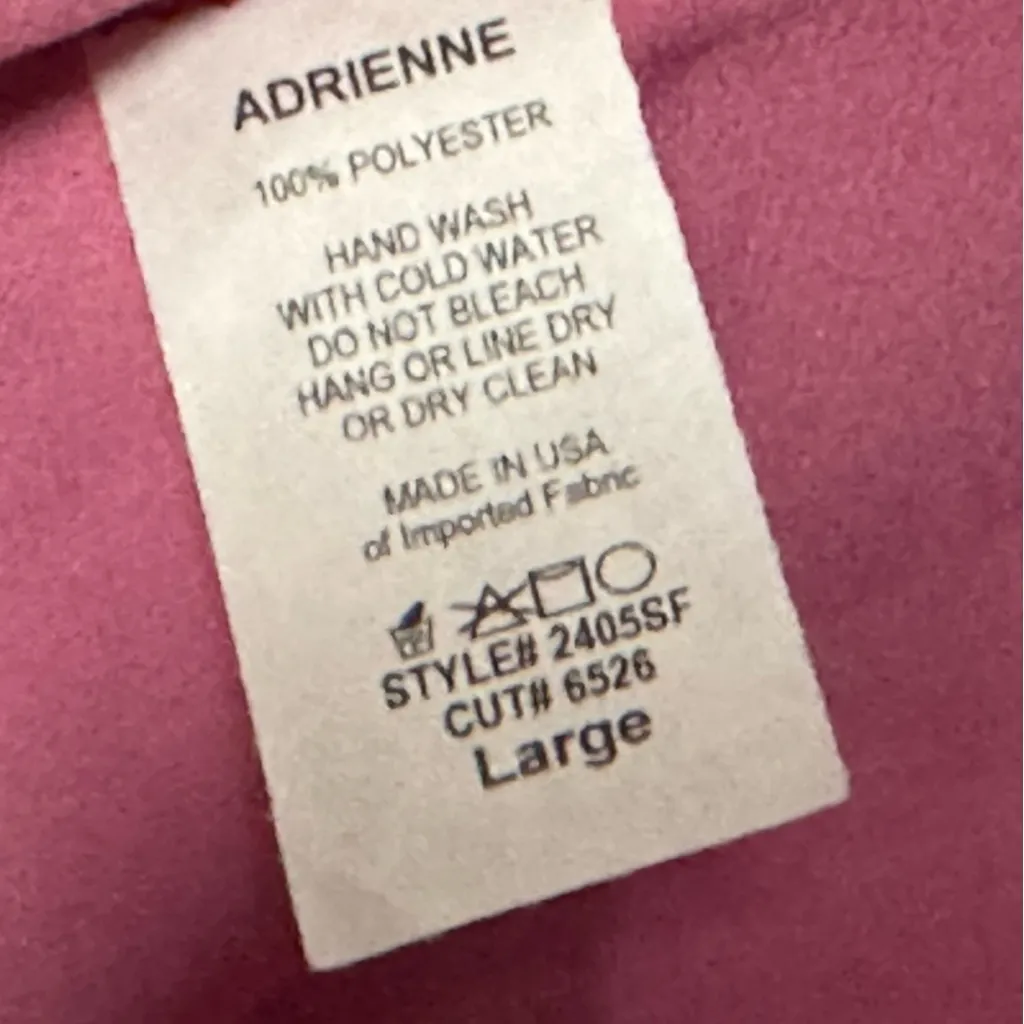 ADRIENNE
100% POLYESTER
HAND WASH
WITH COLD WATER
DO NOT BLEACH
HANG OR LINE DRY
OR DRY CLEAN
MADE IN USA
of Imported Fabric
STYLE# 2405SF
CUT# 6526
Large